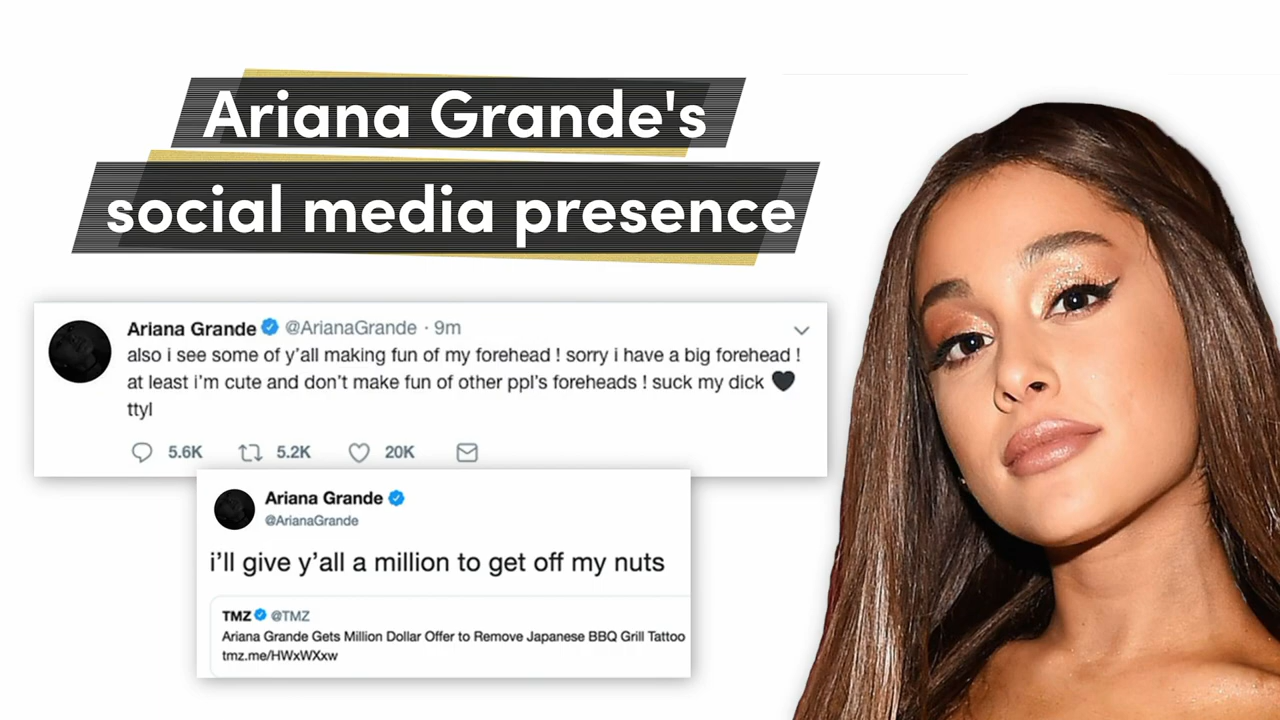 Ariana Grande's
social media presence
Ariana Grande @ArianaGrande · 9m
also i see some of y’all making fun of my forehead ! sorry i have a big forehead !
at least i’m cute and don’t make fun of other ppl’s foreheads ! suck my dick 🖤
ttyl
5.6K 5.2K 20K
Ariana Grande
@ArianaGrande
i’ll give y’all a million to get off my nuts
TMZ @TMZ
Ariana Grande Gets Million Dollar Offer to Remove Japanese BBQ Grill Tattoo
tmz.me/HWxWXxw